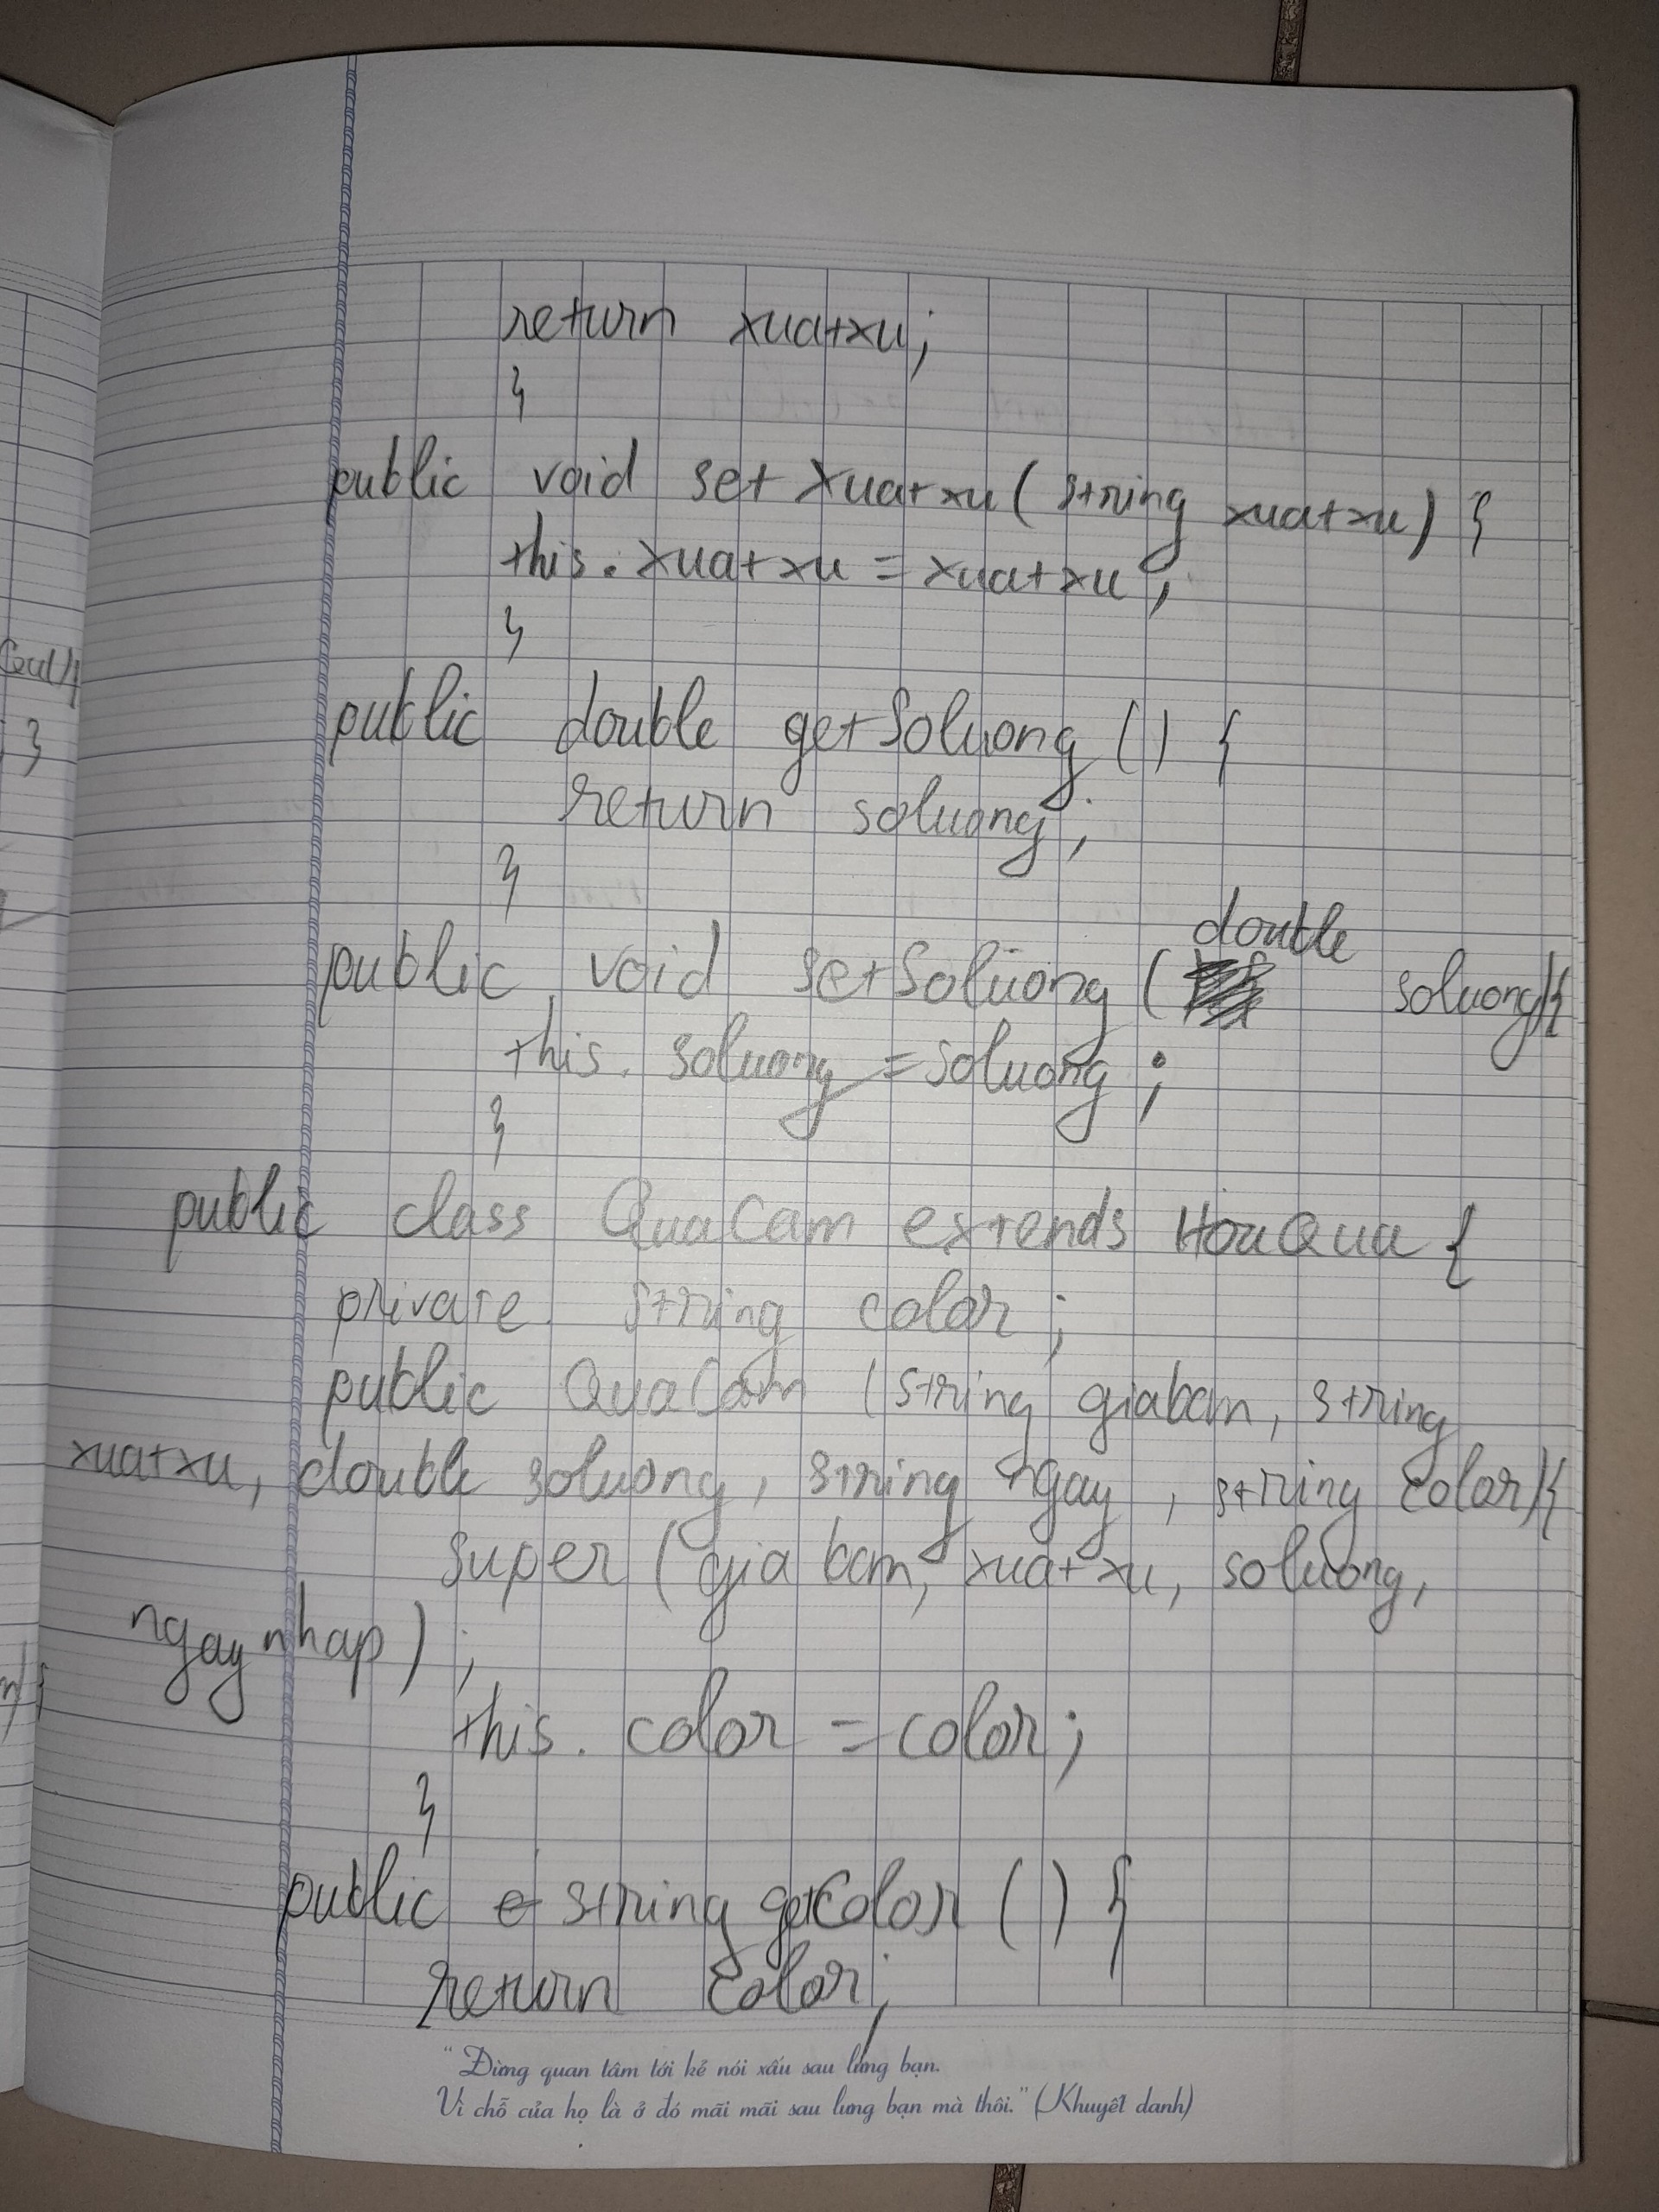 return xuatxu;
}
public void setXuatxu(string xuatxu) {
this.xuatxu = xuatxu;
}
public double getSoluong() {
return soluong;
}
public void setSoluong(double soluong){
this.soluong = soluong;
}
public class QuaCam extends HoaQua {
private string color;
public QuaCam (string giaban, string
xuatxu, double soluong, string ngay, string color){
super (giaban, xuatxu, soluong,
ngaynhap);
this.color = color;
}
public string getColor () {
return color;
"Đừng quan tâm tới kẻ nói xấu sau lưng bạn.
Vì chỗ của họ là ở đó mãi mãi sau lưng bạn mà thôi." (Khuyết danh)